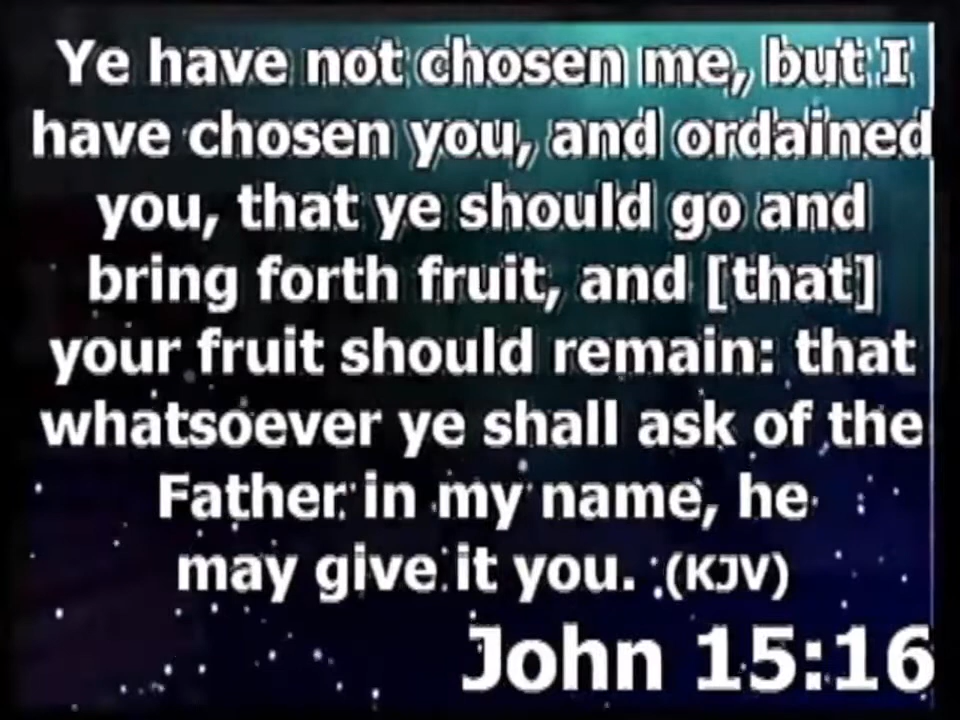 Ye have not chosen me, but I
have chosen you, and ordained
you, that ye should go and
bring forth fruit, and [that]
your fruit should remain: that
whatsoever ye shall ask of the
Father in my name, he
may give it you. (KJV)
John 15:16